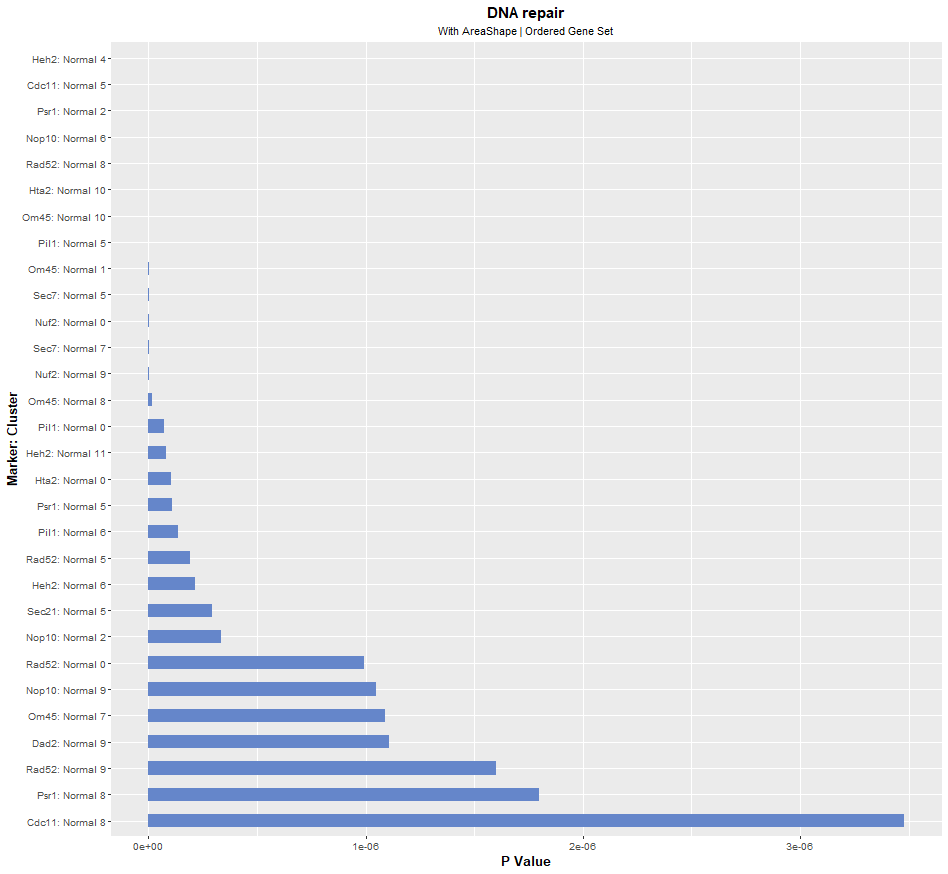 DNA repair
With AreaShape | Ordered Gene Set
Marker: Cluster
Heh2: Normal 4
Cdc11: Normal 5
Psr1: Normal 2
Nop10: Normal 6
Rad52: Normal 8
Hta2: Normal 10
Om45: Normal 10
Pil1: Normal 5
Om45: Normal 1
Sec7: Normal 5
Nuf2: Normal 0
Sec7: Normal 7
Nuf2: Normal 9
Om45: Normal 8
Pil1: Normal 0
Heh2: Normal 11
Hta2: Normal 0
Psr1: Normal 5
Pil1: Normal 6
Rad52: Normal 5
Heh2: Normal 6
Sec21: Normal 5
Nop10: Normal 2
Rad52: Normal 0
Nop10: Normal 9
Om45: Normal 7
Dad2: Normal 9
Rad52: Normal 9
Psr1: Normal 8
Cdc11: Normal 8
0e+00 1e-06 2e-06 3e-06
P Value